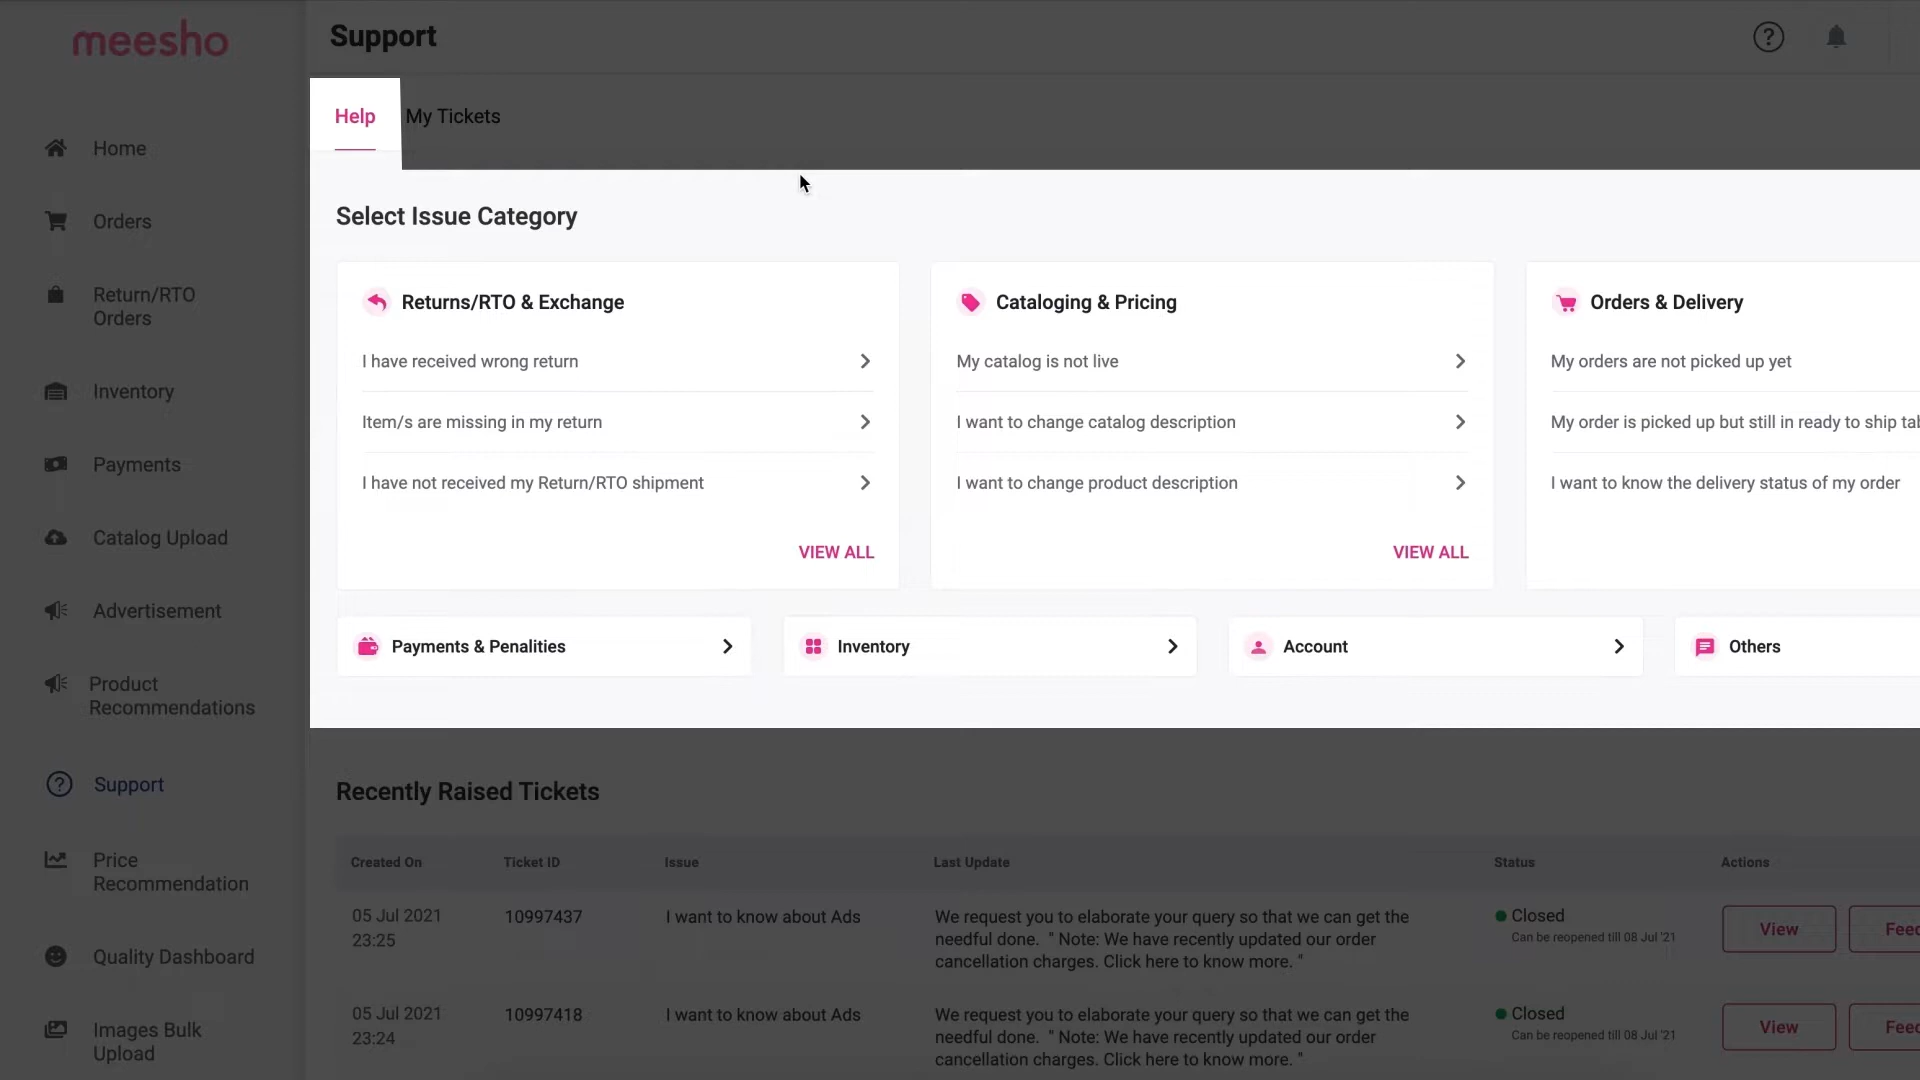 meesho
Support
Help
My Tickets
Home
Orders
Return/RTO
Orders
Inventory
Payments
Catalog Upload
Advertisement
Product
Recommendations
Support
Price
Recommendation
Quality Dashboard
Images Bulk
Upload
Select Issue Category
Returns/RTO & Exchange
I have received wrong return
Item/s are missing in my return
I have not received my Return/RTO shipment
VIEW ALL
Cataloging & Pricing
My catalog is not live
I want to change catalog description
I want to change product description
VIEW ALL
Orders & Delivery
My orders are not picked up yet
My order is picked up but still in ready to ship tab
I want to know the delivery status of my order
Payments & Penalities
Inventory
Account
Others
Recently Raised Tickets
Created On Ticket ID Issue Last Update Status Actions
05 Jul 2021
23:25
10997437
I want to know about Ads
We request you to elaborate your query so that we can get the
needful done. " Note: We have recently updated our order
cancellation charges. Click here to know more. "
Closed
Can be reopened till 08 Jul '21
View
Feed
05 Jul 2021
23:24
10997418
I want to know about Ads
We request you to elaborate your query so that we can get the
needful done. " Note: We have recently updated our order
cancellation charges. Click here to know more. "
Closed
Can be reopened till 08 Jul '21
View
Feed